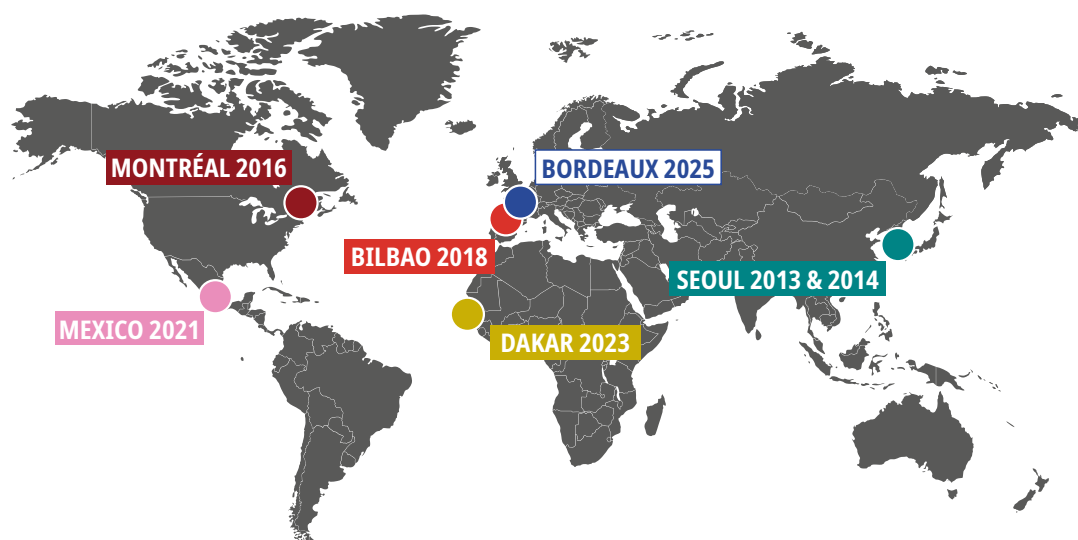 MONTRÉAL 2016
BORDEAUX 2025
BILBAO 2018
SEOUL 2013 & 2014
MEXICO 2021
DAKAR 2023